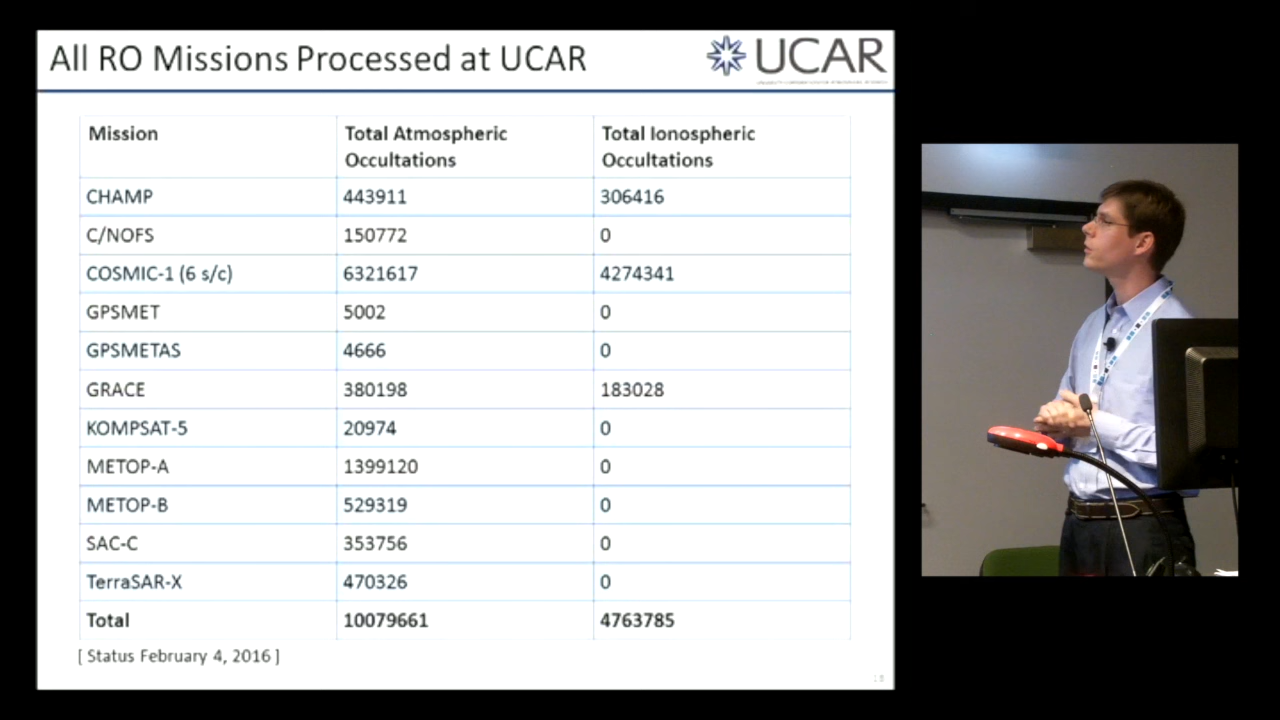 All RO Missions Processed at UCAR
UCAR
Mission Total Atmospheric Occultations Total Ionospheric Occultations
CHAMP 443911 306416
C/NOFS 150772 0
COSMIC-1 (6 s/c) 6321617 4274341
GPSMET 5002 0
GPSMETAS 4666 0
GRACE 380198 183028
KOMPSAT-5 20974 0
METOP-A 1399120 0
METOP-B 529319 0
SAC-C 353756 0
TerraSAR-X 470326 0
Total 10079661 4763785
[ Status February 4, 2016 ]